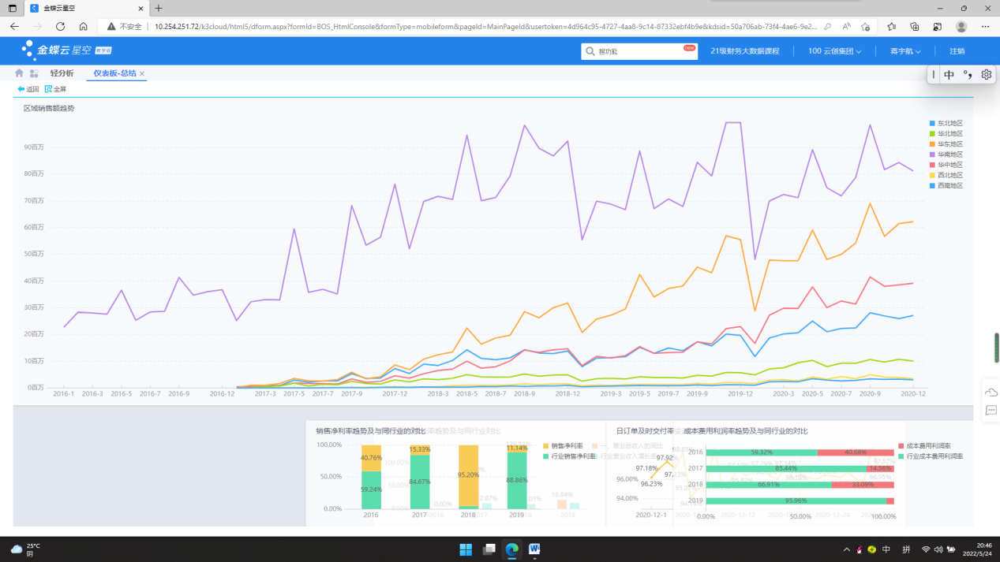 金蝶云星空
不安全
10.254.251.72/k3cloud/html5/dform.aspx?formId=BOS_HtmlConsole&formType=mobileform&pageId=MainPageId&usertoken=4d964c95-4727-4aa8-9c14-87332ebf4b9e&kdsid=50a706ab-73f4-4ae6-9e2...
金蝶云星空 教学版
搜功能 new
21级财务大数据课程
100 云创集团
蒋宇航
注销
轻分析
仪表板-总结
中
返回 全屏
区域销售额趋势
东北地区
华北地区
华东地区
华南地区
华中地区
西北地区
西南地区
90百万
80百万
70百万
60百万
50百万
40百万
30百万
20百万
10百万
0百万
2016-1 2016-3 2016-5 2016-7 2016-9 2016-12 2017-3 2017-5 2017-7 2017-9 2017-12 2018-3 2018-5 2018-7 2018-9 2018-12 2019-3 2019-5 2019-7 2019-9 2019-12 2020-3 2020-5 2020-7 2020-9 2020-12
销售净利率趋势及与同行业的对比
100.00%
50.00%
0.00%
40.76%
59.24%
15.33%
84.67%
95.20%
11.14%
88.86%
2016 2017 2018 2019
销售净利率
行业销售净利率
19.94%
日订单及时交付率
97.18%
97.92
96.23%
96.00%
94.00%
2020-12-1
成本费用利润率趋势及与同行业的对比
2016 59.32% 40.68%
2017 85.44% 14.56%
2018 66.91% 33.09%
2019 95.96%
0.00% 50.00% 100.00%
成本费用利润率
行业成本费用利润率
25°C
阴
中
拼
20:46
2022/5/24